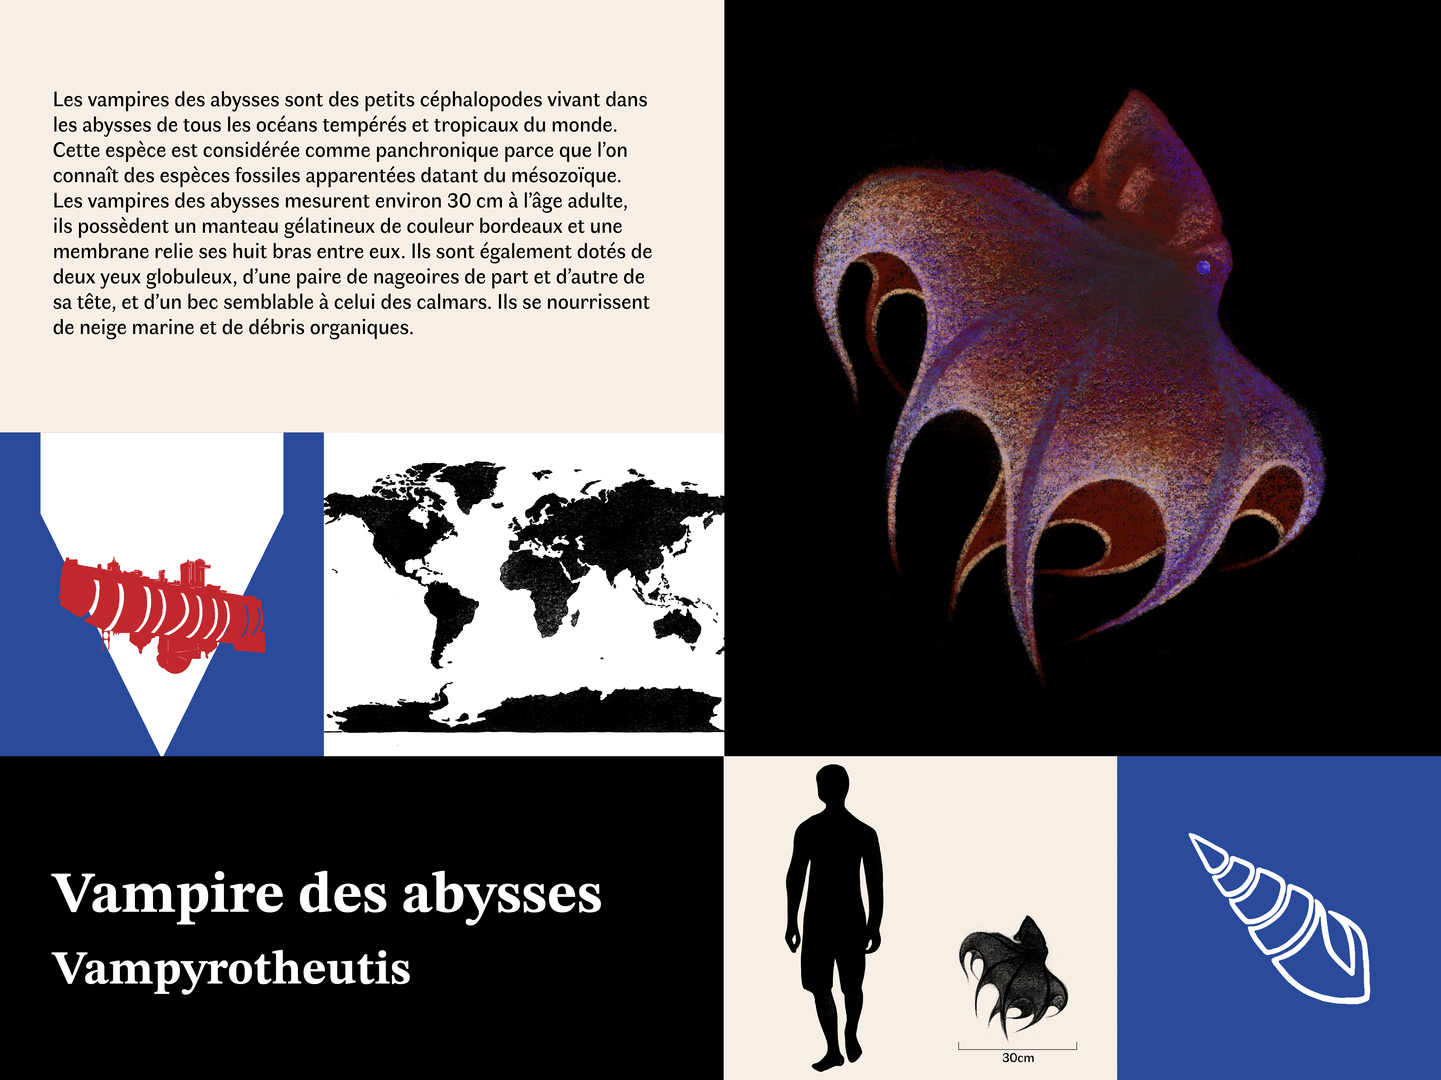 Les vampires des abysses sont des petits céphalopodes vivant dans
les abysses de tous les océans tempérés et tropicaux du monde.
Cette espèce est considérée comme panchronique parce que l’on
connaît des espèces fossiles apparentées datant du mésozoïque.
Les vampires des abysses mesurent environ 30 cm à l’âge adulte,
ils possèdent un manteau gélatineux de couleur bordeaux et une
membrane relie ses huit bras entre eux. Ils sont également dotés de
deux yeux globuleux, d’une paire de nageoires de part et d’autre de
sa tête, et d’un bec semblable à celui des calmars. Ils se nourrissent
de neige marine et de débris organiques.
Vampire des abysses
Vampyrotheutis
30cm